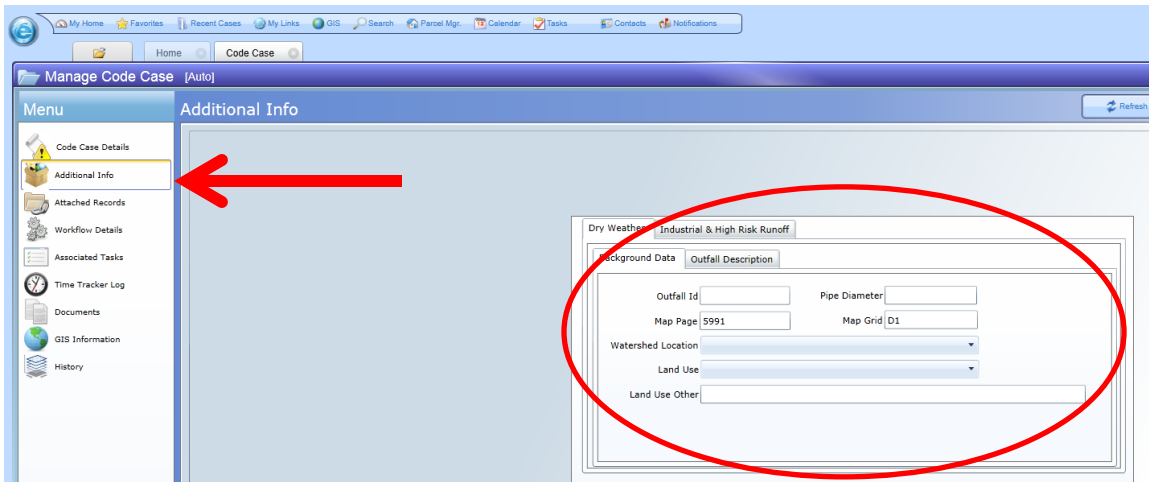 My Home Favorites Recent Cases My Links GIS Search Parcel Mgr. Calendar Tasks Contacts Notifications
Home Code Case
Manage Code Case [Auto]
Menu Additional Info Refresh
Code Case Details
Additional Info
Attached Records
Workflow Details
Associated Tasks
Time Tracker Log
Documents
GIS Information
History
Dry Weather Industrial & High Risk Runoff
Background Data Outfall Description
Outfall Id Pipe Diameter
Map Page 5991 Map Grid D1
Watershed Location
Land Use
Land Use Other